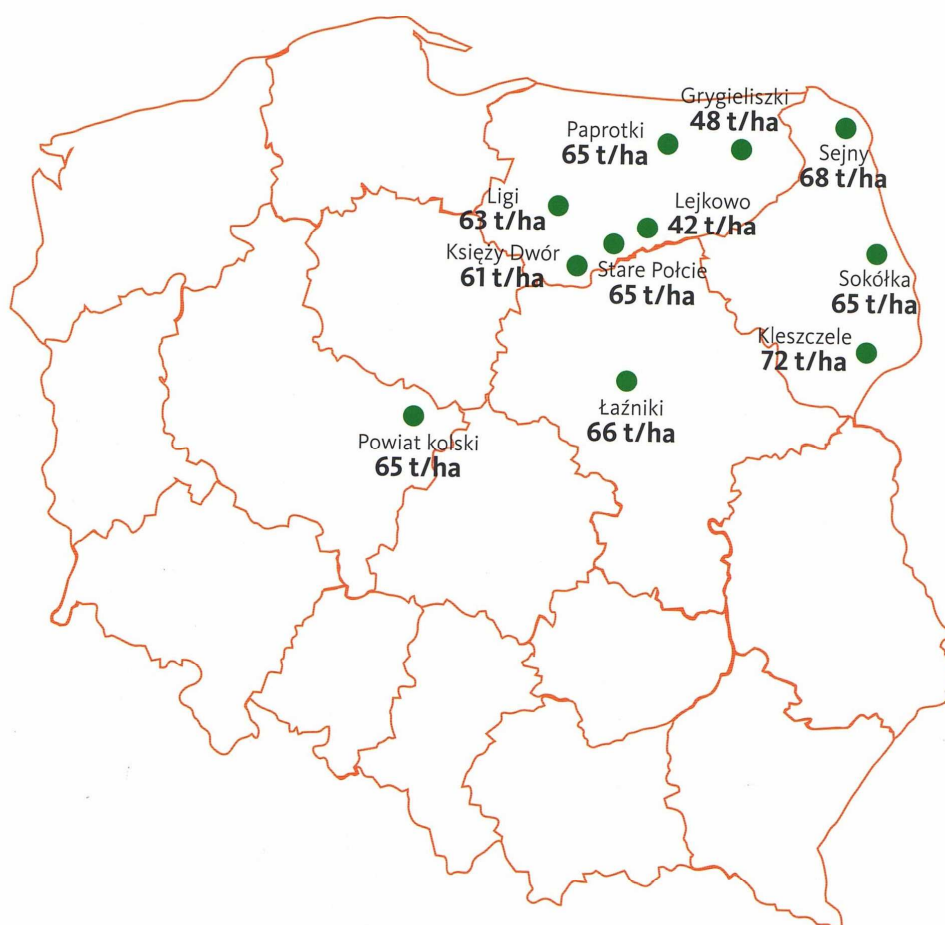 Grygieliszki
48 t/ha
Paprotki
65 t/ha
Sejny
68 t/ha
Ligi
63 t/ha
Lejkowo
42 t/ha
Księży Dwór
61 t/ha
Stare Połcie
65 t/ha
Sokółka
65 t/ha
Kleszczele
72 t/ha
Łaźniki
66 t/ha
Powiat kolski
65 t/ha